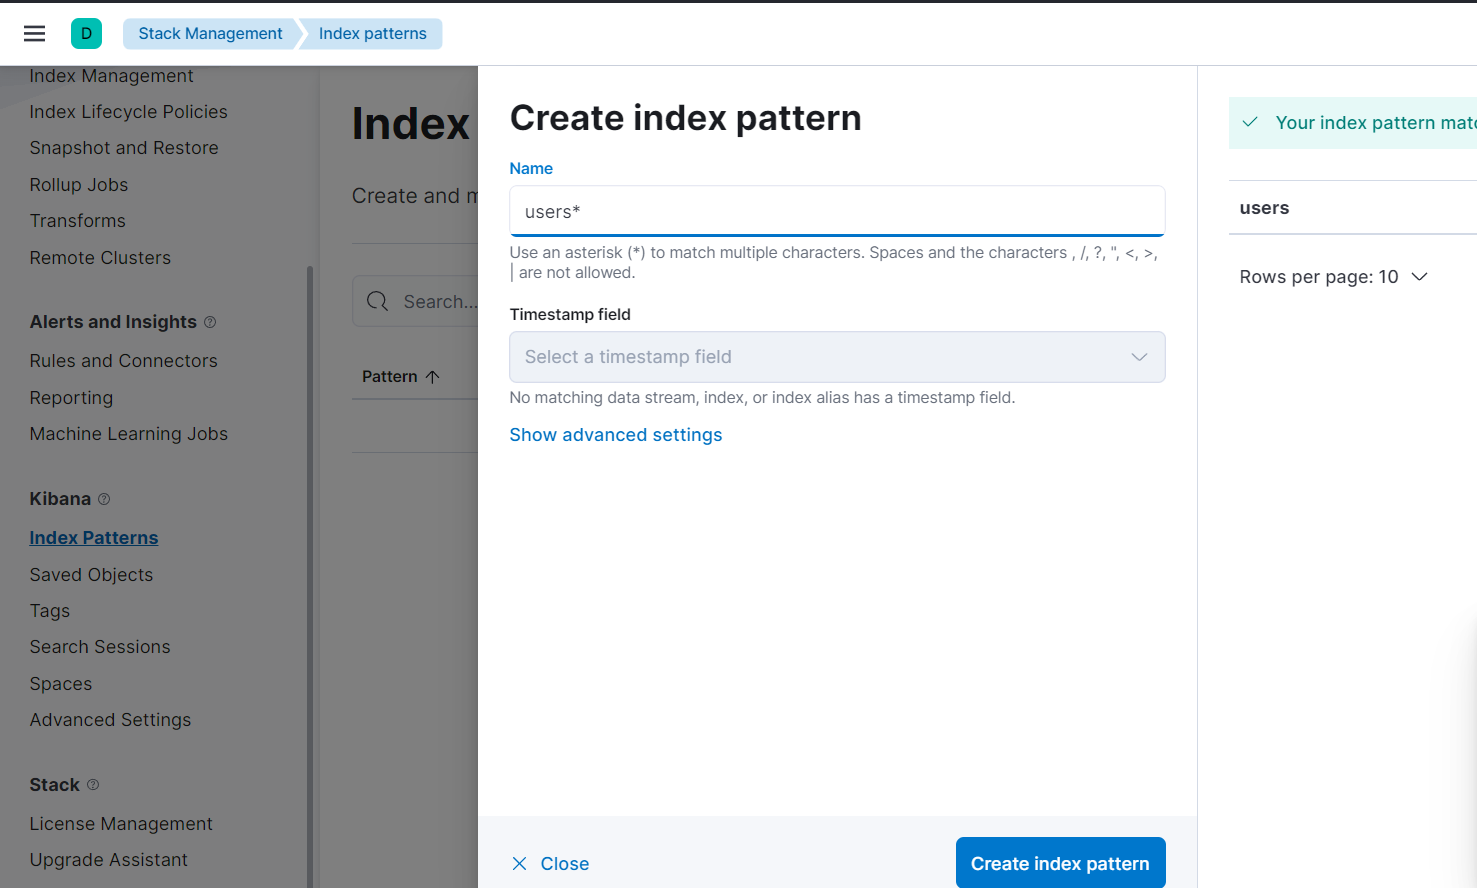 D
Stack Management
Index patterns
Index Management
Index Lifecycle Policies
Snapshot and Restore
Rollup Jobs
Transforms
Remote Clusters
Alerts and Insights
Rules and Connectors
Reporting
Machine Learning Jobs
Kibana
Index Patterns
Saved Objects
Tags
Search Sessions
Spaces
Advanced Settings
Stack
License Management
Upgrade Assistant
Index
Create and
Search...
Pattern
Create index pattern
Name
users*
Use an asterisk (*) to match multiple characters. Spaces and the characters , /, ?, ", <, >,
| are not allowed.
Timestamp field
Select a timestamp field
No matching data stream, index, or index alias has a timestamp field.
Show advanced settings
Close
Create index pattern
Your index pattern
users
Rows per page: 10